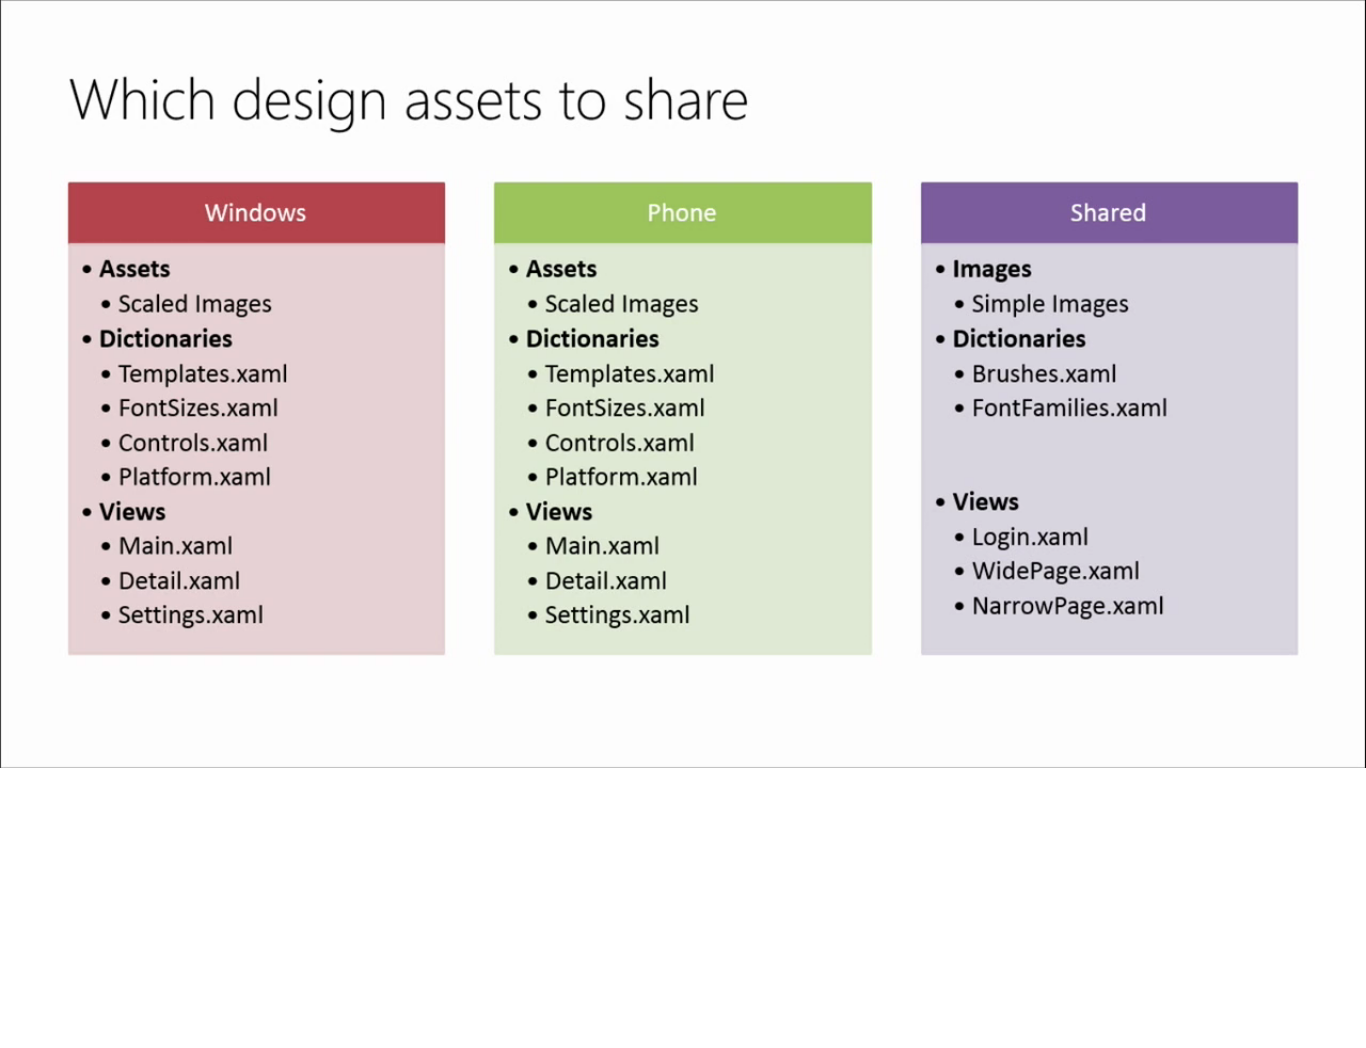 Which design assets to share
Windows
• Assets
• Scaled Images
• Dictionaries
• Templates.xaml
• FontSizes.xaml
• Controls.xaml
• Platform.xaml
• Views
• Main.xaml
• Detail.xaml
• Settings.xaml
Phone
• Assets
• Scaled Images
• Dictionaries
• Templates.xaml
• FontSizes.xaml
• Controls.xaml
• Platform.xaml
• Views
• Main.xaml
• Detail.xaml
• Settings.xaml
Shared
• Images
• Simple Images
• Dictionaries
• Brushes.xaml
• FontFamilies.xaml
• Views
• Login.xaml
• WidePage.xaml
• NarrowPage.xaml